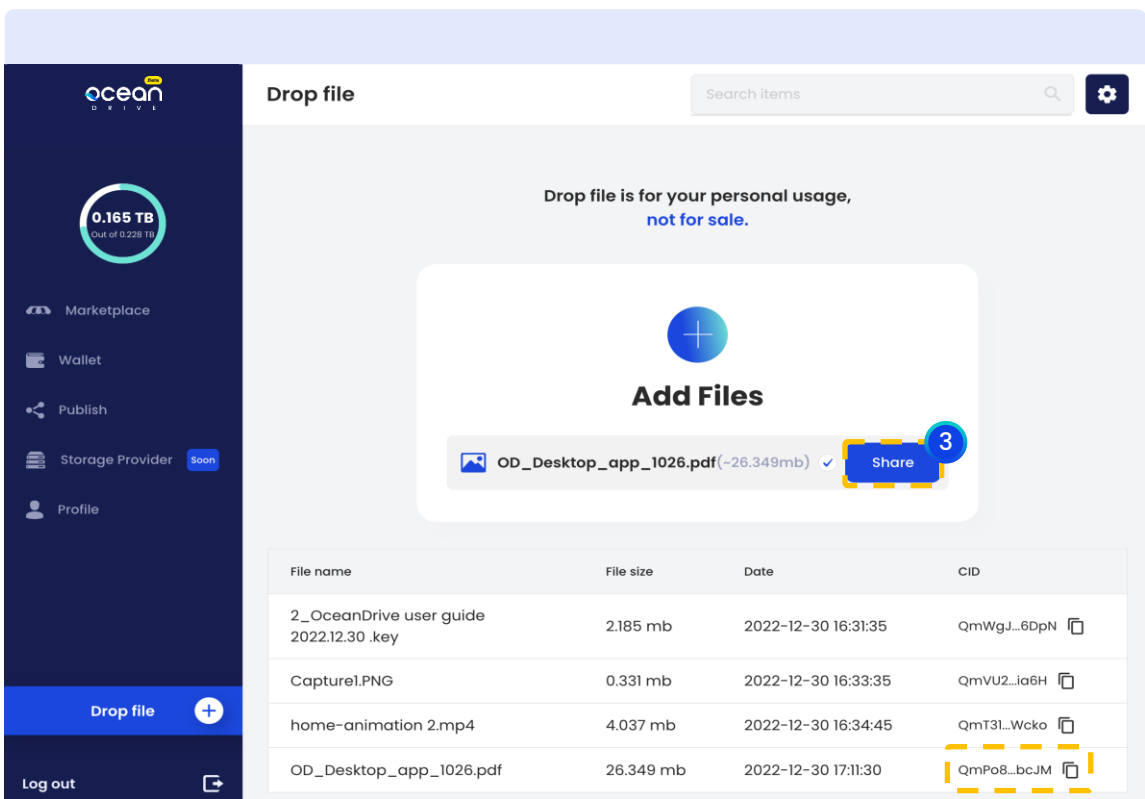 ocean
Beta
DRIVE
Drop file
Search items
0.165 TB
Out of 0.228 TB
Marketplace
Wallet
Publish
Storage Provider Soon
Profile
Drop file
Log out
Drop file is for your personal usage,
not for sale.
Add Files
OD_Desktop_app_1026.pdf(~26.349mb) Share
3
File name File size Date CID
2_OceanDrive user guide
2022.12.30 .key 2.185 mb 2022-12-30 16:31:35 QmWgJ...6DpN
Capture1.PNG 0.331 mb 2022-12-30 16:33:35 QmVU2...ia6H
home-animation 2.mp4 4.037 mb 2022-12-30 16:34:45 QmT31...Wcko
OD_Desktop_app_1026.pdf 26.349 mb 2022-12-30 17:11:30 QmPo8...bcJM